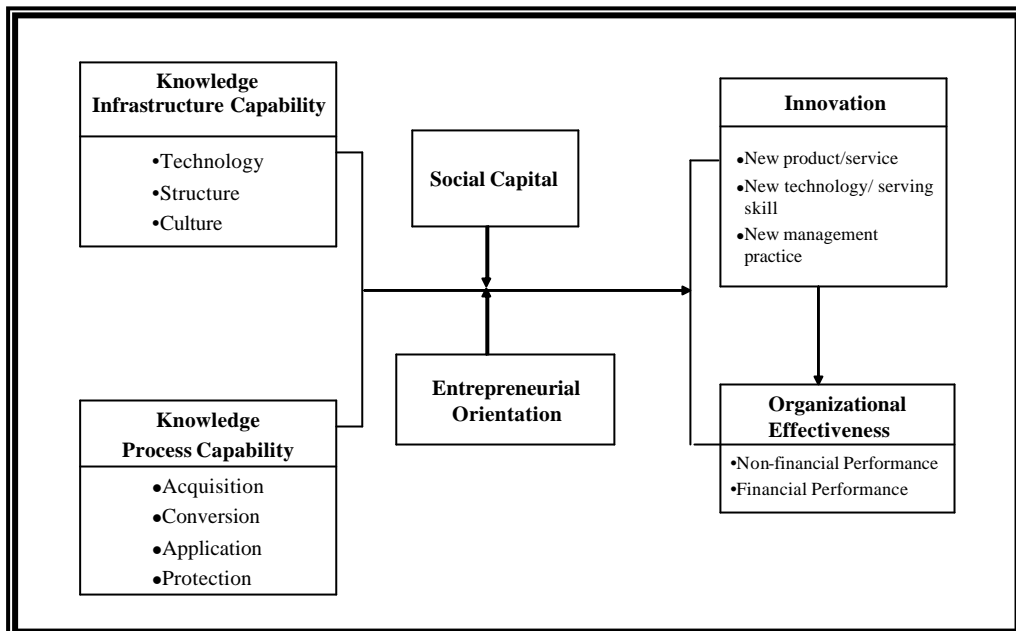 Knowledge
Infrastructure Capability
•Technology
•Structure
•Culture
Social Capital
Innovation
●New product/service
●New technology/ serving
skill
●New management
practice
Entrepreneurial
Orientation
Knowledge
Process Capability
●Acquisition
●Conversion
●Application
●Protection
Organizational
Effectiveness
•Non-financial Performance
•Financial Performance